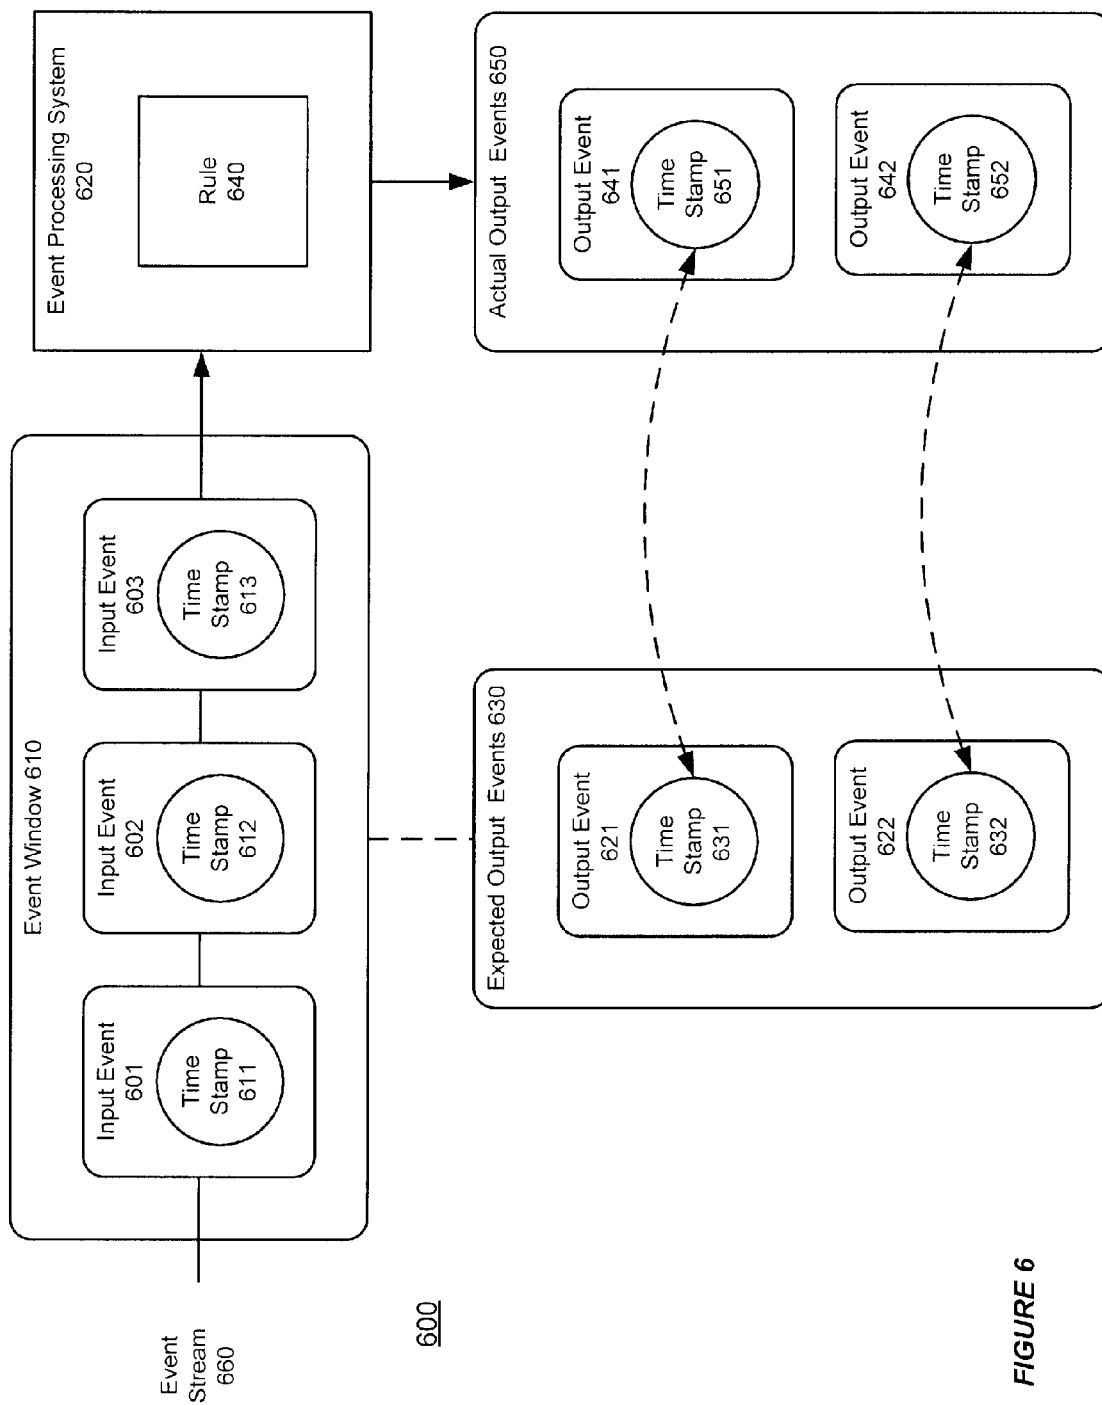 Event
Stream
660
Event Window 610
Input Event
601
Time
Stamp
611
Input Event
602
Time
Stamp
612
Input Event
603
Time
Stamp
613
Event Processing System
620
Rule
640
600
Expected Output Events 630
Output Event
621
Time
Stamp
631
Output Event
622
Time
Stamp
632
Actual Output Events 650
Output Event
641
Time
Stamp
651
Output Event
642
Time
Stamp
652
FIGURE 6